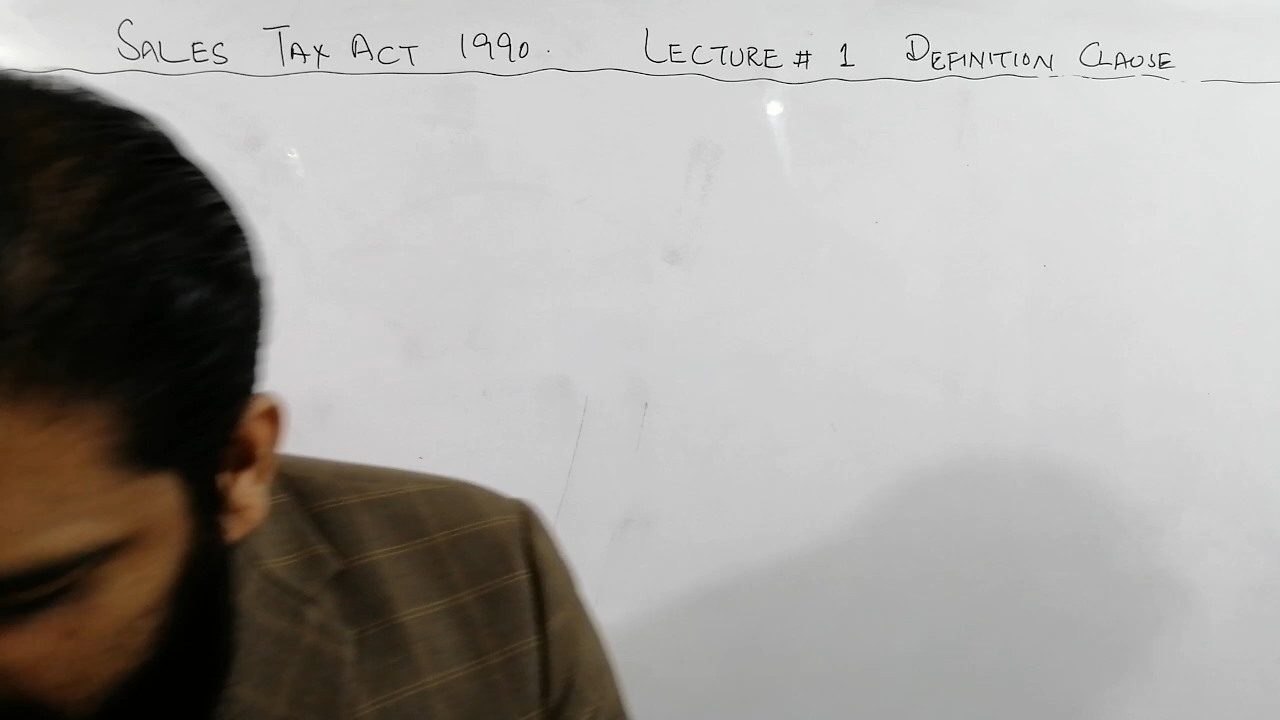 SALES TAX ACT 1990. LECTURE # 1 DEFINITION CLAUSE